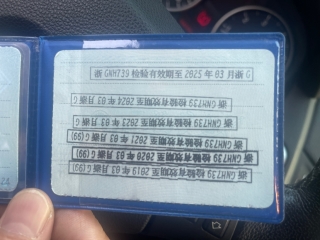 浙 GNH739 检验有效期至 2025 年 03 月浙 G
浙 GNH739 检验有效期至 2024 年 03 月浙 G
浙 GNH739 检验有效期至 2023 年 03 月浙 G
浙 GNH739 检验有效期至 2021 年 03 月浙 G (99)
浙 GNH739 检验有效期至 2020 年 03 月浙 G (99)
浙 GNH739 检验有效期至 2019 年 03 月浙 G (99)